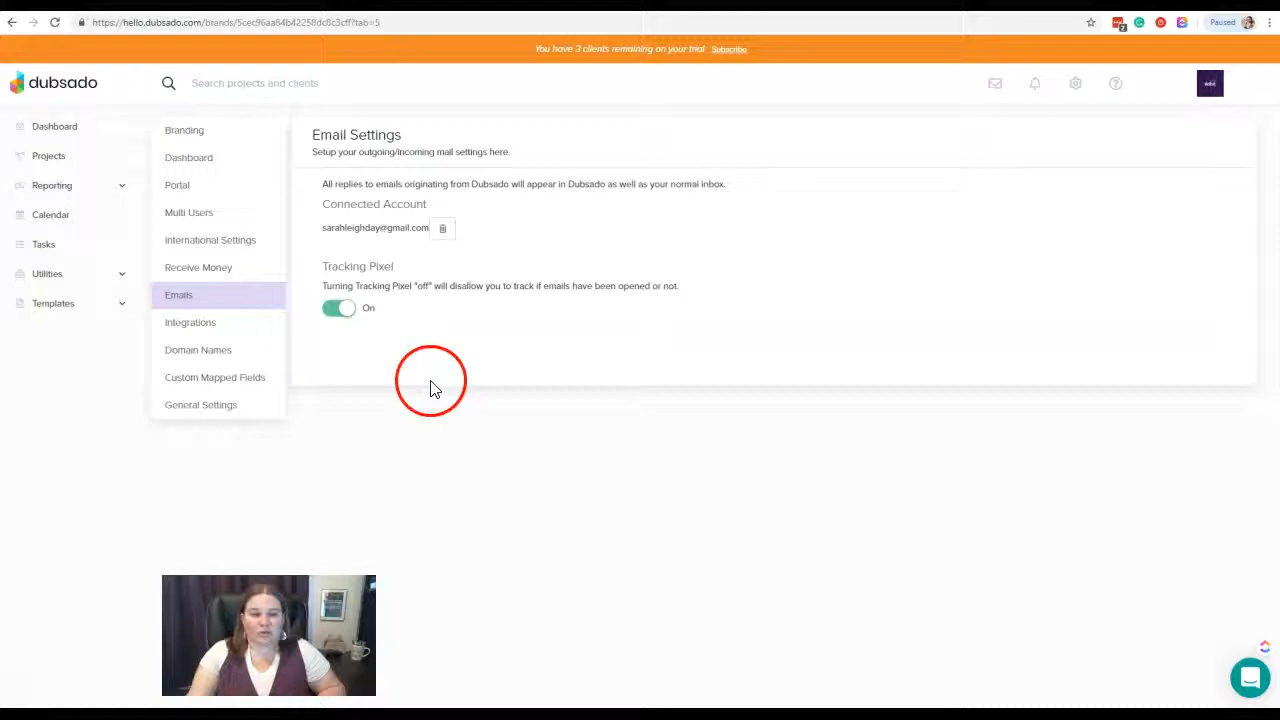 https://hello.dubsado.com/brands/5cec96aa84b42258dc8c3cff?tab=5
2
Paused
You have 3 clients remaining on your trial Subscribe
dubsado
Search projects and clients
Dashboard
Projects
Reporting
Calendar
Tasks
Utilities
Templates
Branding
Dashboard
Portal
Multi Users
International Settings
Receive Money
Emails
Integrations
Domain Names
Custom Mapped Fields
General Settings
Email Settings
Setup your outgoing/incoming mail settings here.
All replies to emails originating from Dubsado will appear in Dubsado as well as your normal inbox.
Connected Account
sarahleighday@gmail.com
Tracking Pixel
Turning Tracking Pixel "off" will disallow you to track if emails have been opened or not.
On